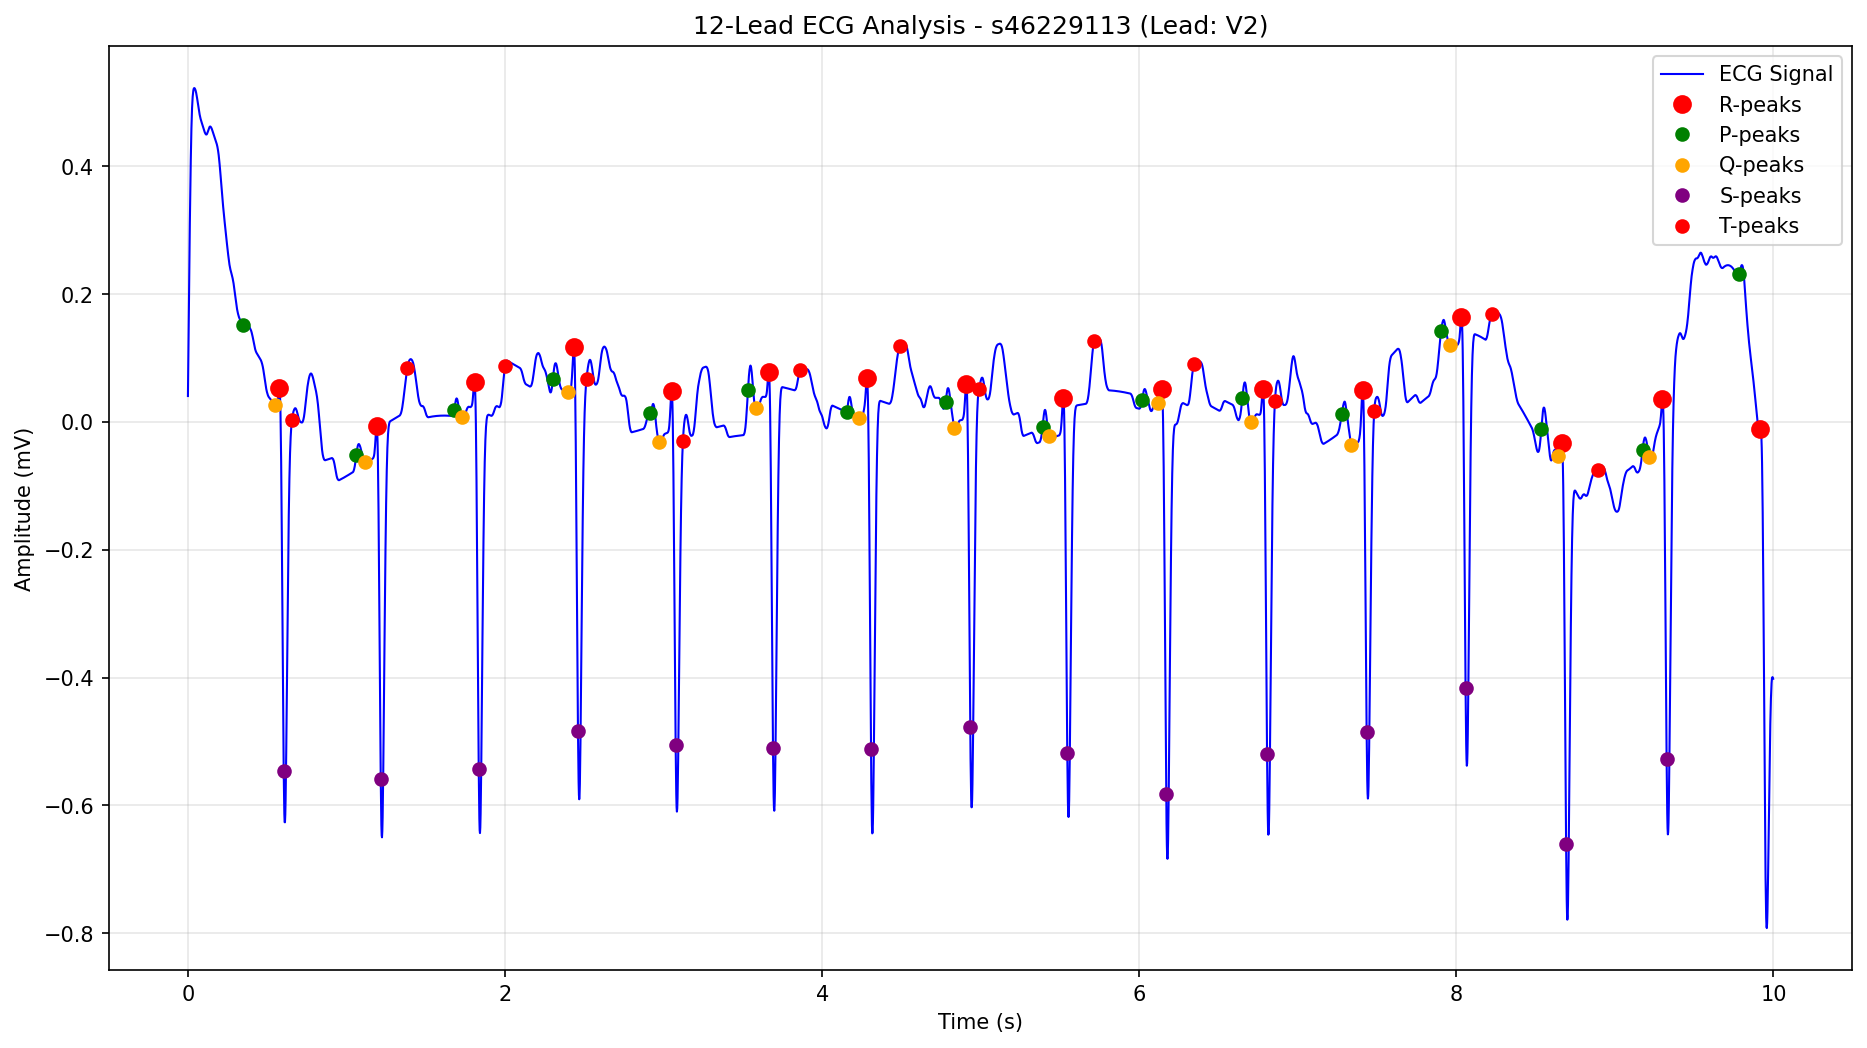 12-Lead ECG Analysis - s46229113 (Lead: V2)
ECG Signal
R-peaks
P-peaks
Q-peaks
S-peaks
T-peaks
Amplitude (mV)
0.4
0.2
0.0
−0.2
−0.4
−0.6
−0.8
0 2 4 6 8 10
Time (s)